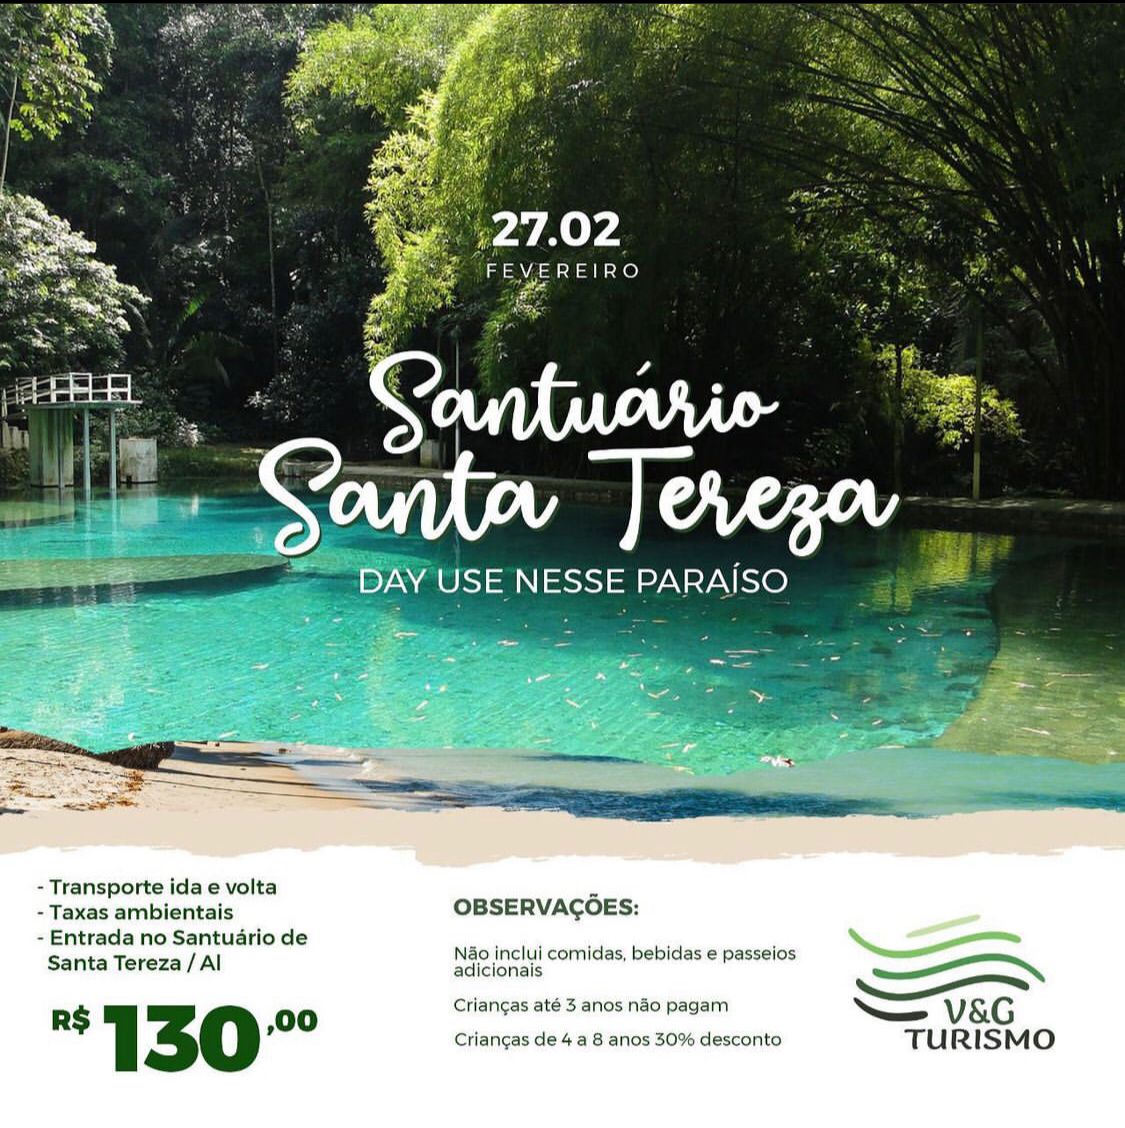 27.02
FEVEREIRO
Santuário
Santa Tereza
DAY USE NESSE PARAÍSO
- Transporte ida e volta
- Taxas ambientais
- Entrada no Santuário de
Santa Tereza / Al
R$ 130,00
OBSERVAÇÕES:
Não inclui comidas, bebidas e passeios
adicionais
Crianças até 3 anos não pagam
Crianças de 4 a 8 anos 30% desconto
V&G
TURISMO